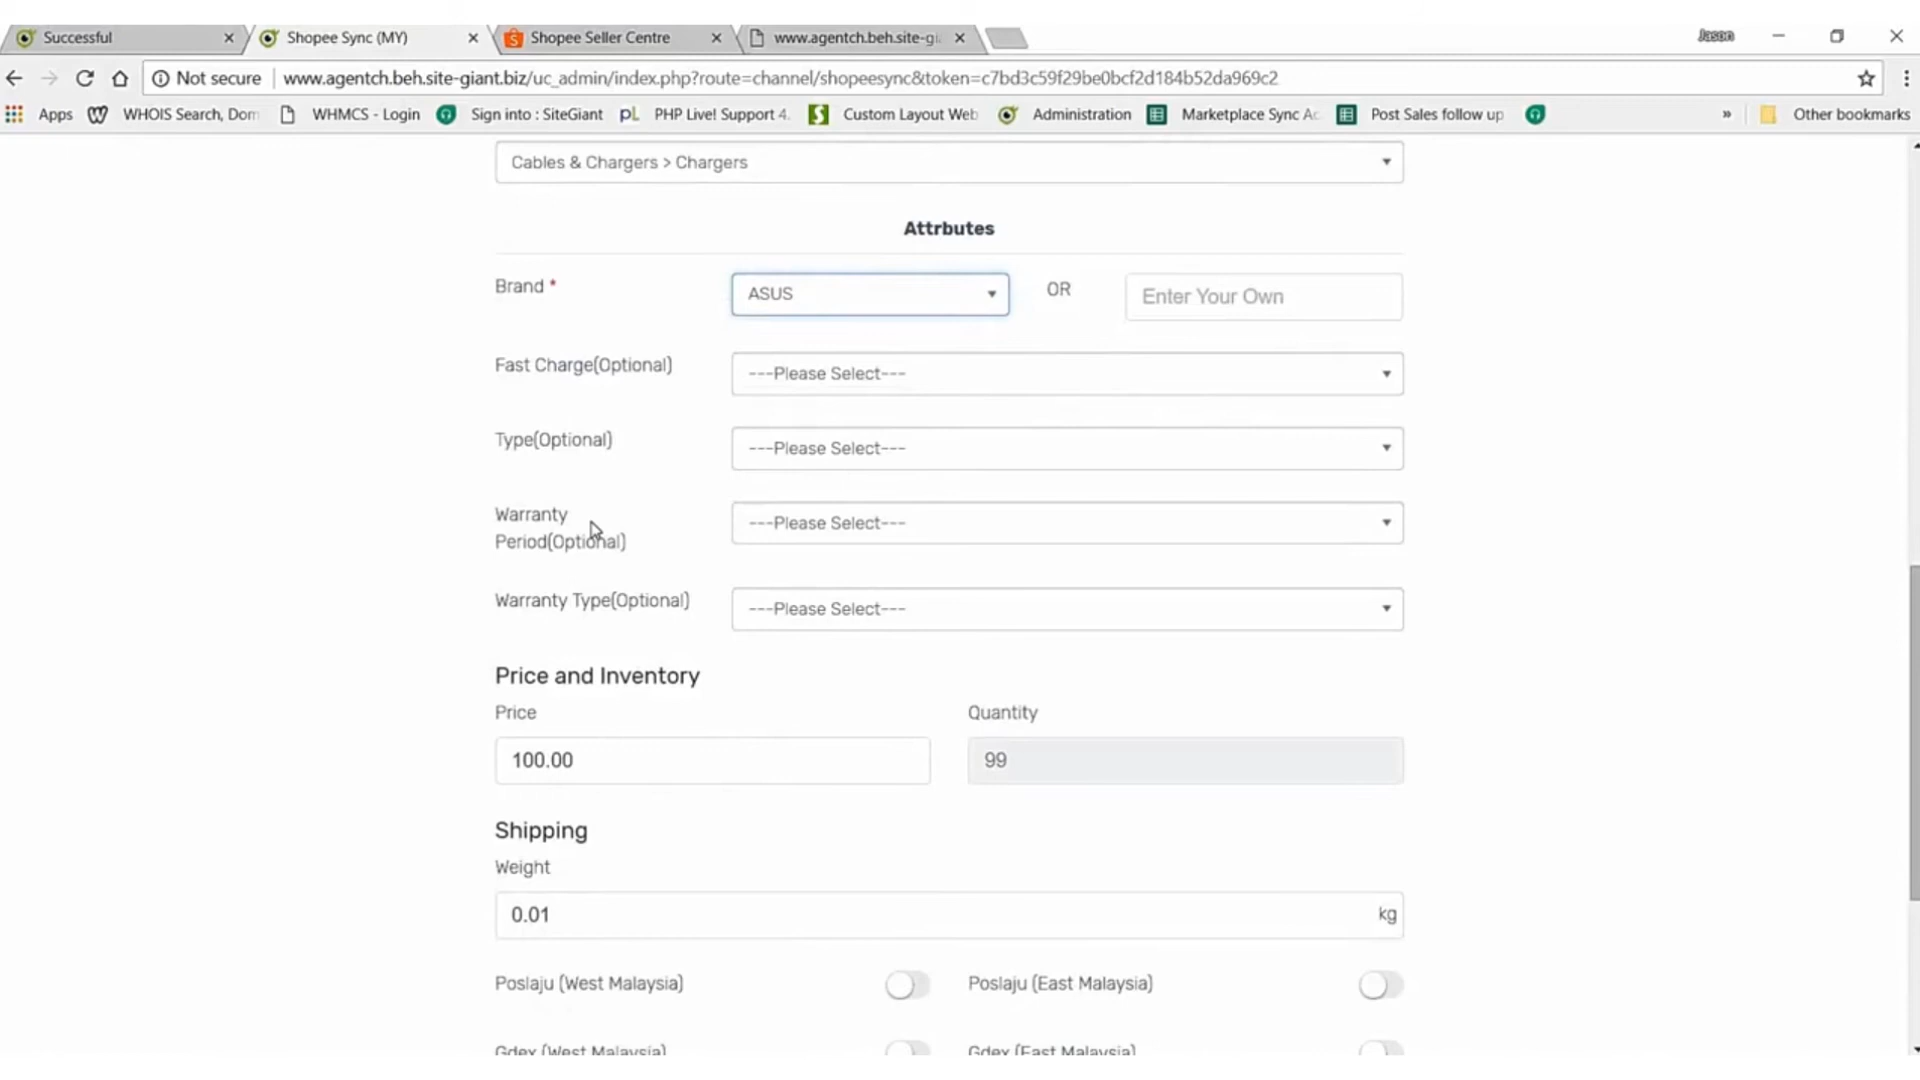 Successful
Shopee Sync (MY)
Shopee Seller Centre
www.agentch.beh.site-gi
Jason
Not secure
www.agentch.beh.site-giant.biz/uc_admin/index.php?route=channel/shopeesync&token=c7bd3c59f29be0bcf2d184b52da969c2
Apps
WHOIS Search, Dom
WHMCS - Login
Sign into : SiteGiant
pL
PHP Live! Support 4.
Custom Layout Web
Administration
Marketplace Sync Ac
Post Sales follow up
»
Other bookmarks
Cables & Chargers > Chargers
Attrbutes
Brand *
ASUS
OR
Enter Your Own
Fast Charge(Optional)
---Please Select---
Type(Optional)
---Please Select---
Warranty
Period(Optional)
---Please Select---
Warranty Type(Optional)
---Please Select---
Price and Inventory
Price
Quantity
100.00
99
Shipping
Weight
0.01
kg
Poslaju (West Malaysia)
Poslaju (East Malaysia)
Gdex (West Malaysia)
Gdex (East Malaysia)